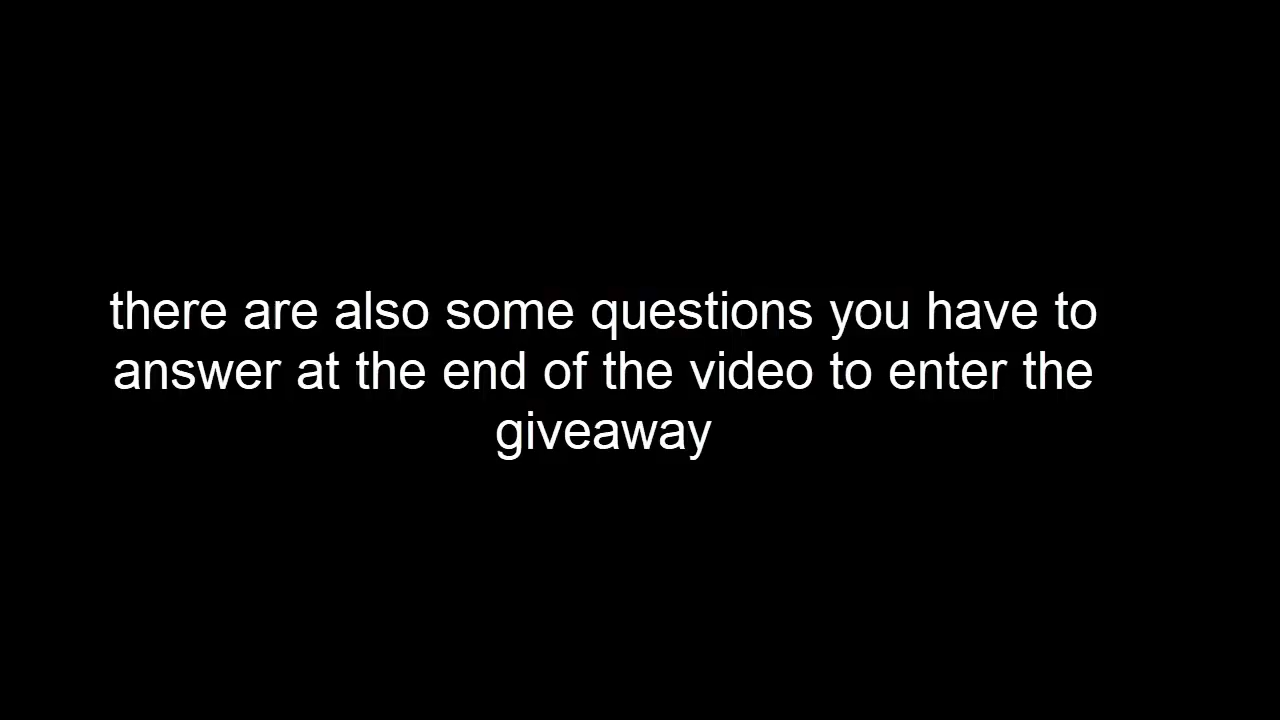 there are also some questions you have to
answer at the end of the video to enter the
giveaway